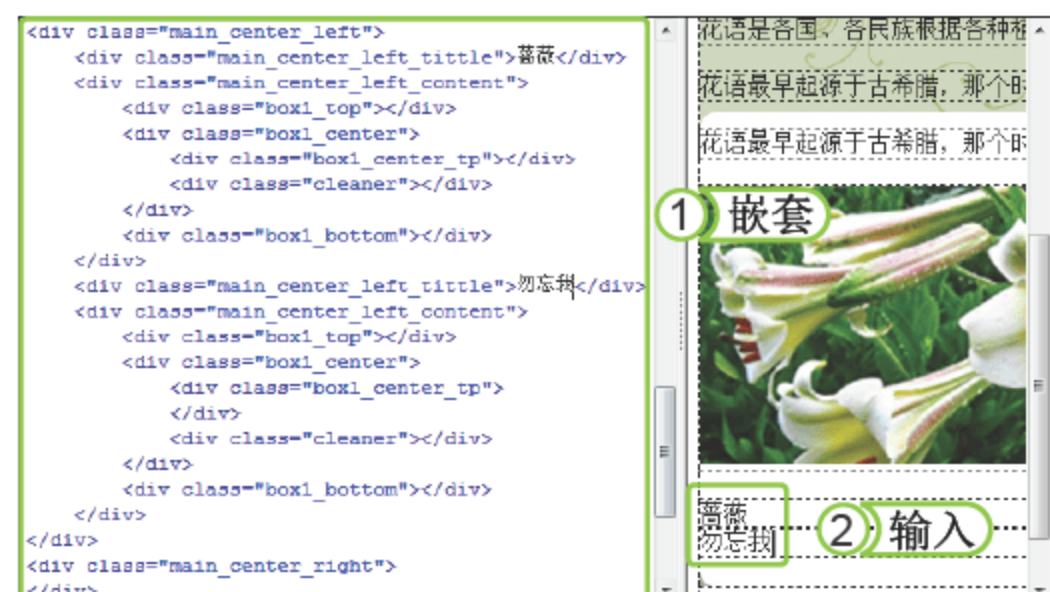 <div class="main_center_left">
<div class="main_center_left_tittle">蔷薇</div>
<div class="main_center_left_content">
<div class="box1_top"></div>
<div class="box1_center">
<div class="box1_center_tp"></div>
<div class="cleaner"></div>
</div>
<div class="box1_bottom"></div>
</div>
<div class="main_center_left_tittle">勿忘我</div>
<div class="main_center_left_content">
<div class="box1_top"></div>
<div class="box1_center">
<div class="box1_center_tp">
</div>
<div class="cleaner"></div>
</div>
<div class="box1_bottom"></div>
</div>
</div>
<div class="main_center_right">
</div>
花语是各国、各民族根据各种植
花语最早起源于古希腊，那个时
花语最早起源于古希腊，那个时
1 嵌套
蔷薇
勿忘我
2 输入